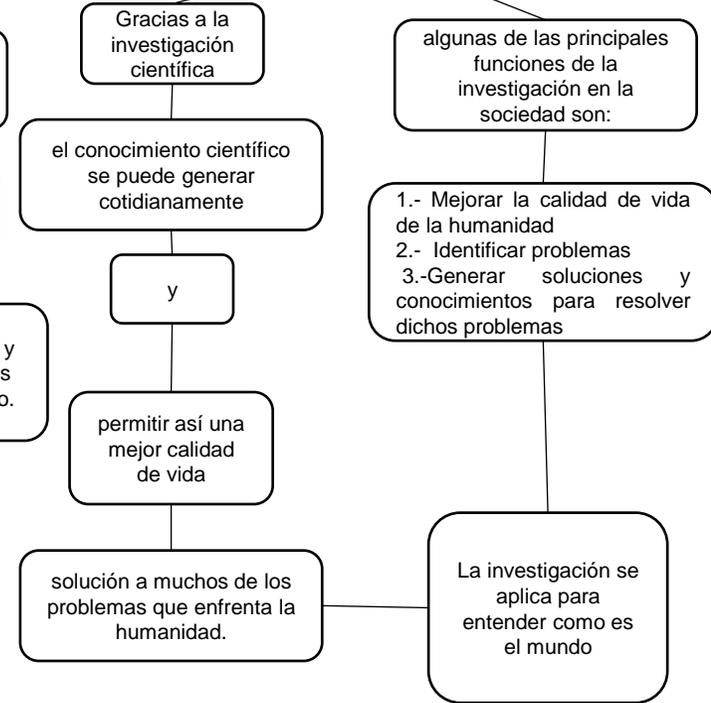 Gracias a la
investigación
científica
el conocimiento científico
se puede generar
cotidianamente
y
permitir así una
mejor calidad
de vida
solución a muchos de los
problemas que enfrenta la
humanidad.
algunas de las principales
funciones de la
investigación en la
sociedad son:
1.- Mejorar la calidad de vida
de la humanidad
2.- Identificar problemas
3.-Generar soluciones y
conocimientos para resolver
dichos problemas
La investigación se
aplica para
entender como es
el mundo
y
s
o.